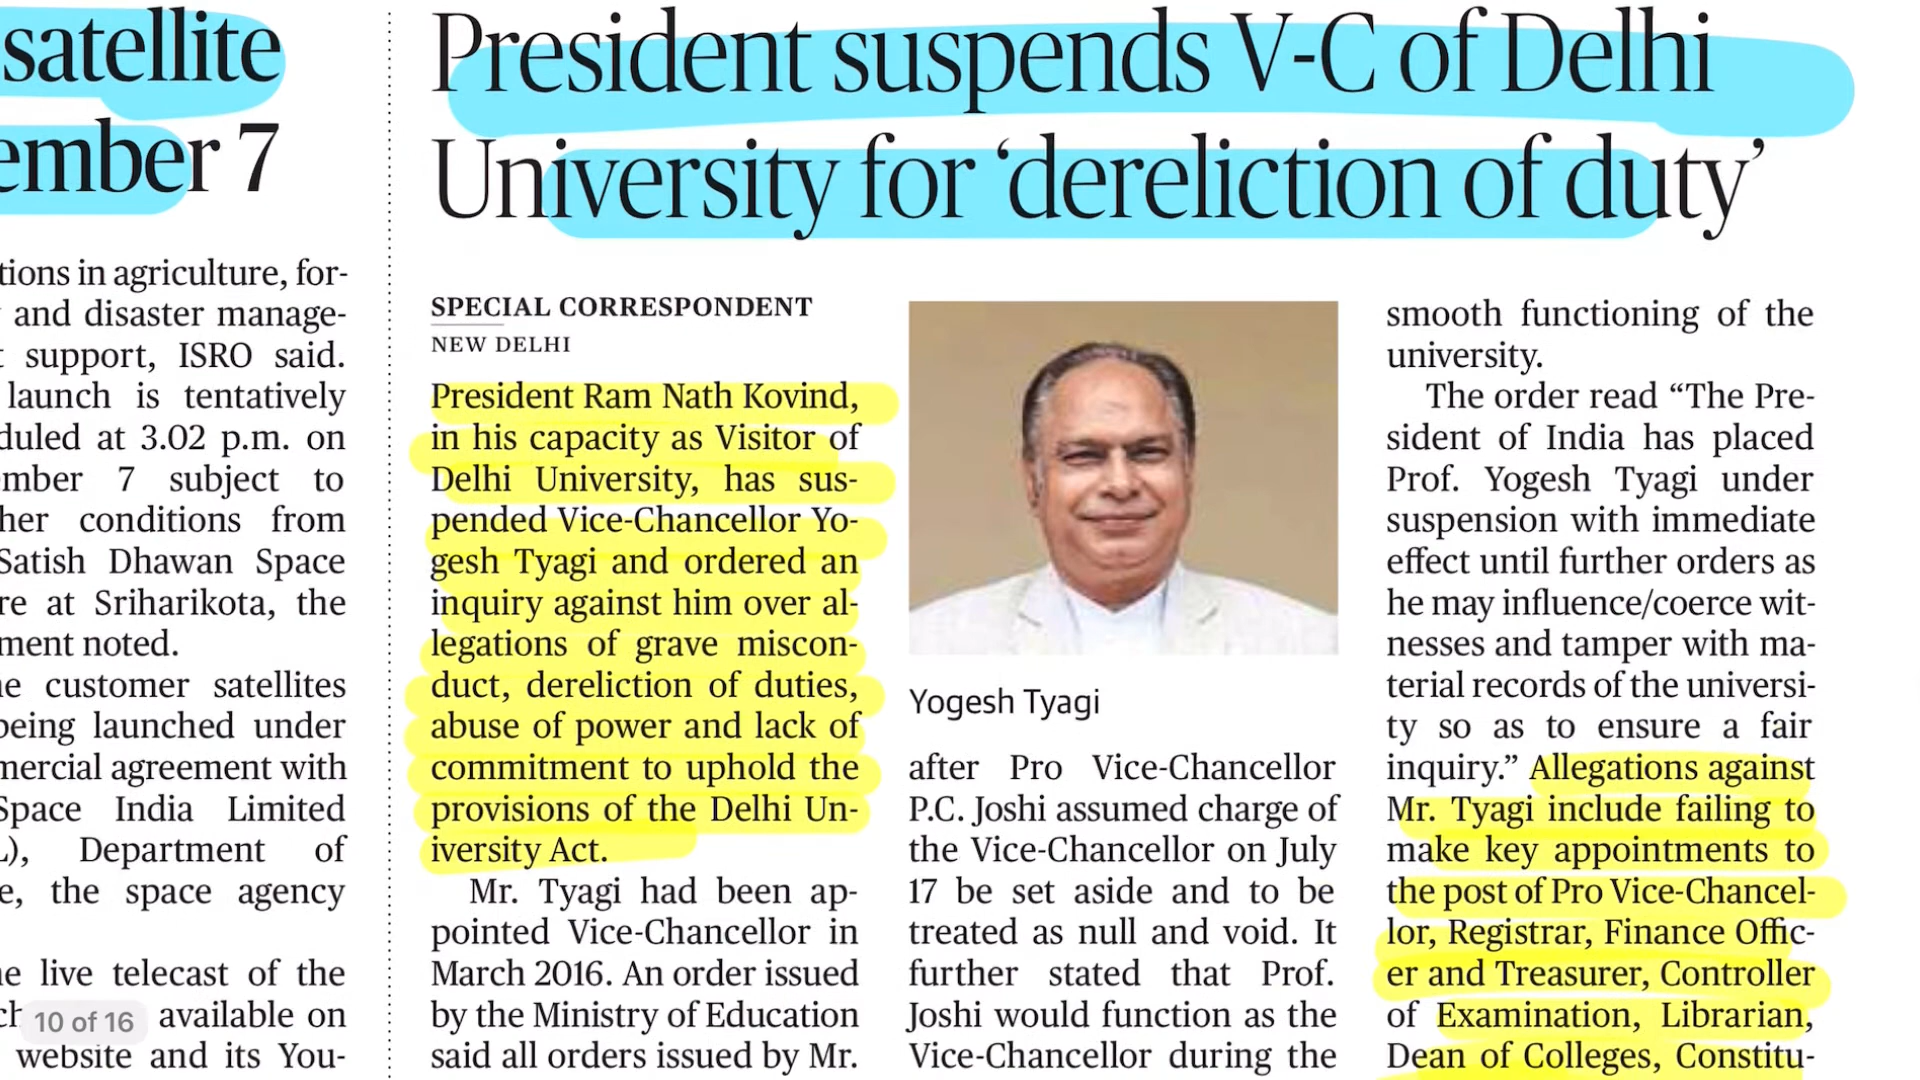 satellite
ember 7
tions in agriculture, for-
and disaster manage-
support, ISRO said.
launch is tentatively
duled at 3.02 p.m. on
mber 7 subject to
her conditions from
Satish Dhawan Space
re at Sriharikota, the
ment noted.
e customer satellites
being launched under
mercial agreement with
Space India Limited
L), Department of
e, the space agency
e live telecast of the
ch available on
website and its You-
10 of 16
President suspends V-C of Delhi
University for ‘dereliction of duty’
SPECIAL CORRESPONDENT
NEW DELHI
President Ram Nath Kovind,
in his capacity as Visitor of
Delhi University, has sus-
pended Vice-Chancellor Yo-
gesh Tyagi and ordered an
inquiry against him over al-
legations of grave miscon-
duct, dereliction of duties,
abuse of power and lack of
commitment to uphold the
provisions of the Delhi Un-
iversity Act.
Mr. Tyagi had been ap-
pointed Vice-Chancellor in
March 2016. An order issued
by the Ministry of Education
said all orders issued by Mr.
Yogesh Tyagi
after Pro Vice-Chancellor
P.C. Joshi assumed charge of
the Vice-Chancellor on July
17 be set aside and to be
treated as null and void. It
further stated that Prof.
Joshi would function as the
Vice-Chancellor during the
smooth functioning of the
university.
The order read “The Pre-
sident of India has placed
Prof. Yogesh Tyagi under
suspension with immediate
effect until further orders as
he may influence/coerce wit-
nesses and tamper with ma-
terial records of the universi-
ty so as to ensure a fair
inquiry.” Allegations against
Mr. Tyagi include failing to
make key appointments to
the post of Pro Vice-Chancel-
lor, Registrar, Finance Offic-
er and Treasurer, Controller
of Examination, Librarian,
Dean of Colleges, Constitu-